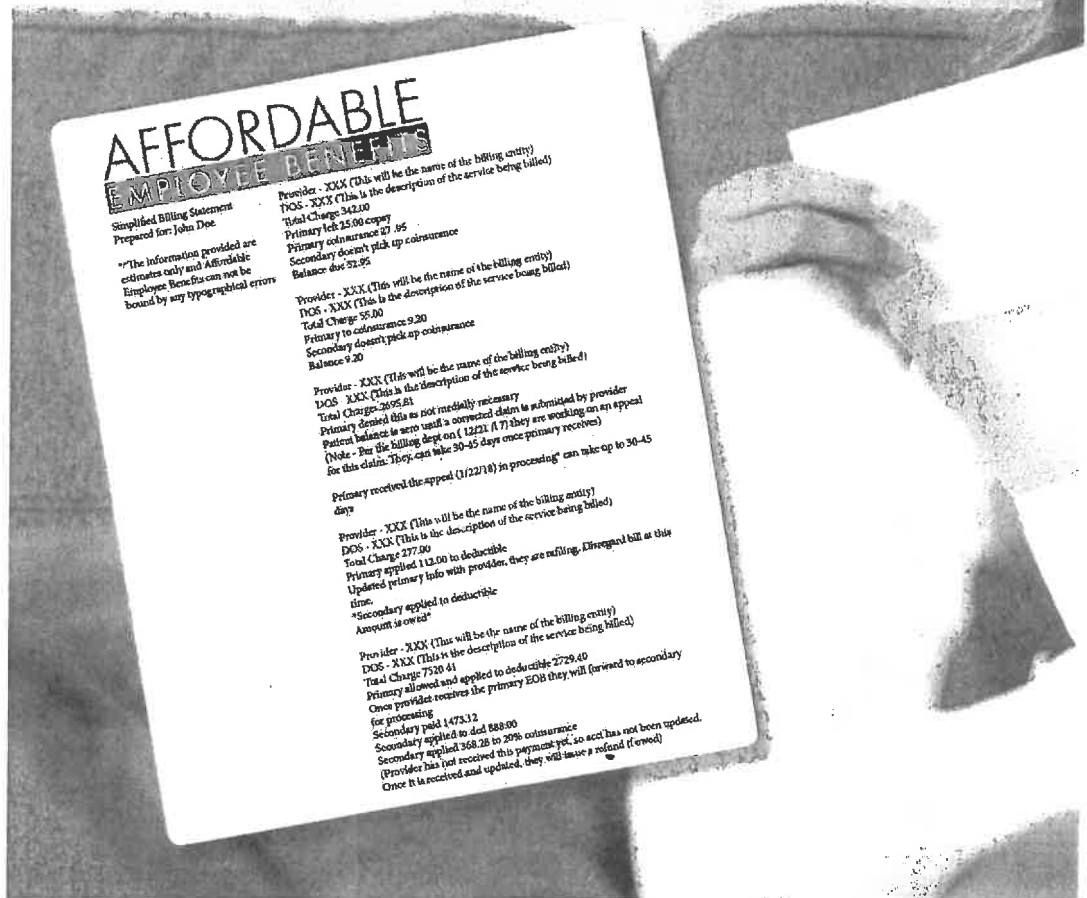 AFFORDABLE
EMPLOYEE BENEFITS
Simplified Billing Statement
Prepared for: John Doe
**The information provided are
estimates only and Affordable
Employee Benefits can not be
bound by any typographical errors
Provider - XXX (This will be the name of the billing entity)
DOS - XXX (This is the description of the service being billed)
Total Charge 342.00
Primary left 25.00 copay
Primary coinsurance 27.95
Secondary doesn't pick up coinsurance
Balance due 52.95
Provider - XXX (This will be the name of the billing entity)
DOS - XXX (This is the description of the service being billed)
Total Charge 55.00
Primary to coinsurance 9.20
Secondary doesn't pick up coinsurance
Balance 9.20
Provider - XXX (This will be the name of the billing entity)
DOS - XXX (This is the description of the service being billed)
Total Charges 2695.81
Primary denied this as not medially necessary
Patient balance is zero until a corrected claim is submitted by provider
(Note - Per the billing dept on ( 12/21 /17) they are working on an appeal
for this claim. They, can take 30-45 days once primary receives)
Primary received the appeal (1/22/18) in processing* can take up to 30-45
days
Provider - XXX (This will be the name of the billing entity)
DOS - XXX (This is the description of the service being billed)
Total Charge 277.00
Primary applied 112.00 to deductible
Updated primary info with provider, they are refiling. Disregard bill at this
time.
*Secondary applied to deductible
Amount is owed*
Provider - XXX (This will be the name of the billing entity)
DOS - XXX (This is the description of the service being billed)
Total Charge 7520 41
Primary allowed and applied to deductible 2729.40
Once provider receives the primary EOB they will forward to secondary
for processing
Secondary paid 1473.12
Secondary applied to ded 888.00
Secondary applied 368.28 to 20% coinsurance
(Provider has not received this payment yet, so acct has not been updated.
Once it is received and updated, they will issue a refund if owed)